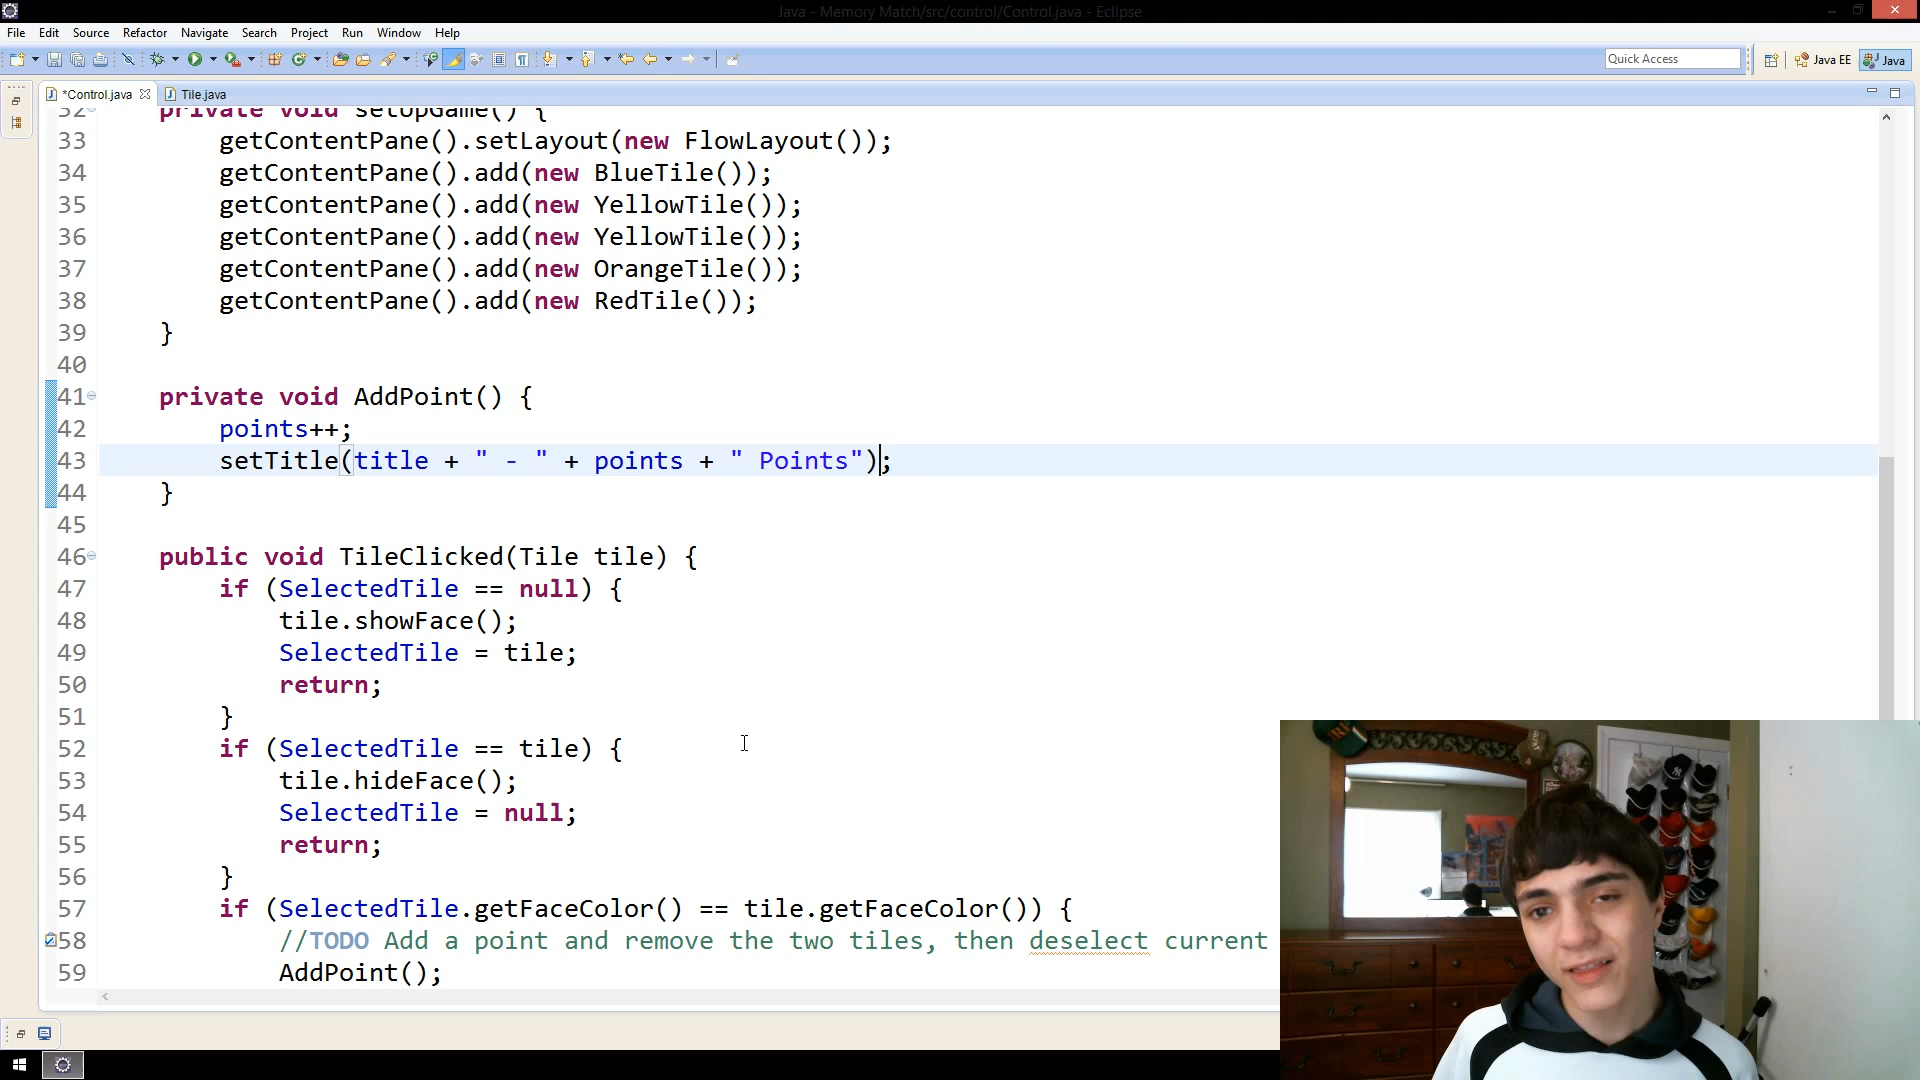 Java - Memory Match/src/control/Control.java - Eclipse
File Edit Source Refactor Navigate Search Project Run Window Help
Quick Access
Java EE
Java
*Control.java
Tile.java
32 private void setUpGame() {
33 getContentPane().setLayout(new FlowLayout());
34 getContentPane().add(new BlueTile());
35 getContentPane().add(new YellowTile());
36 getContentPane().add(new YellowTile());
37 getContentPane().add(new OrangeTile());
38 getContentPane().add(new RedTile());
39 }
40
41 private void AddPoint() {
42 points++;
43 setTitle(title + " - " + points + " Points");
44 }
45
46 public void TileClicked(Tile tile) {
47 if (SelectedTile == null) {
48 tile.showFace();
49 SelectedTile = tile;
50 return;
51 }
52 if (SelectedTile == tile) {
53 tile.hideFace();
54 SelectedTile = null;
55 return;
56 }
57 if (SelectedTile.getFaceColor() == tile.getFaceColor()) {
58 //TODO Add a point and remove the two tiles, then deselect current
59 AddPoint();